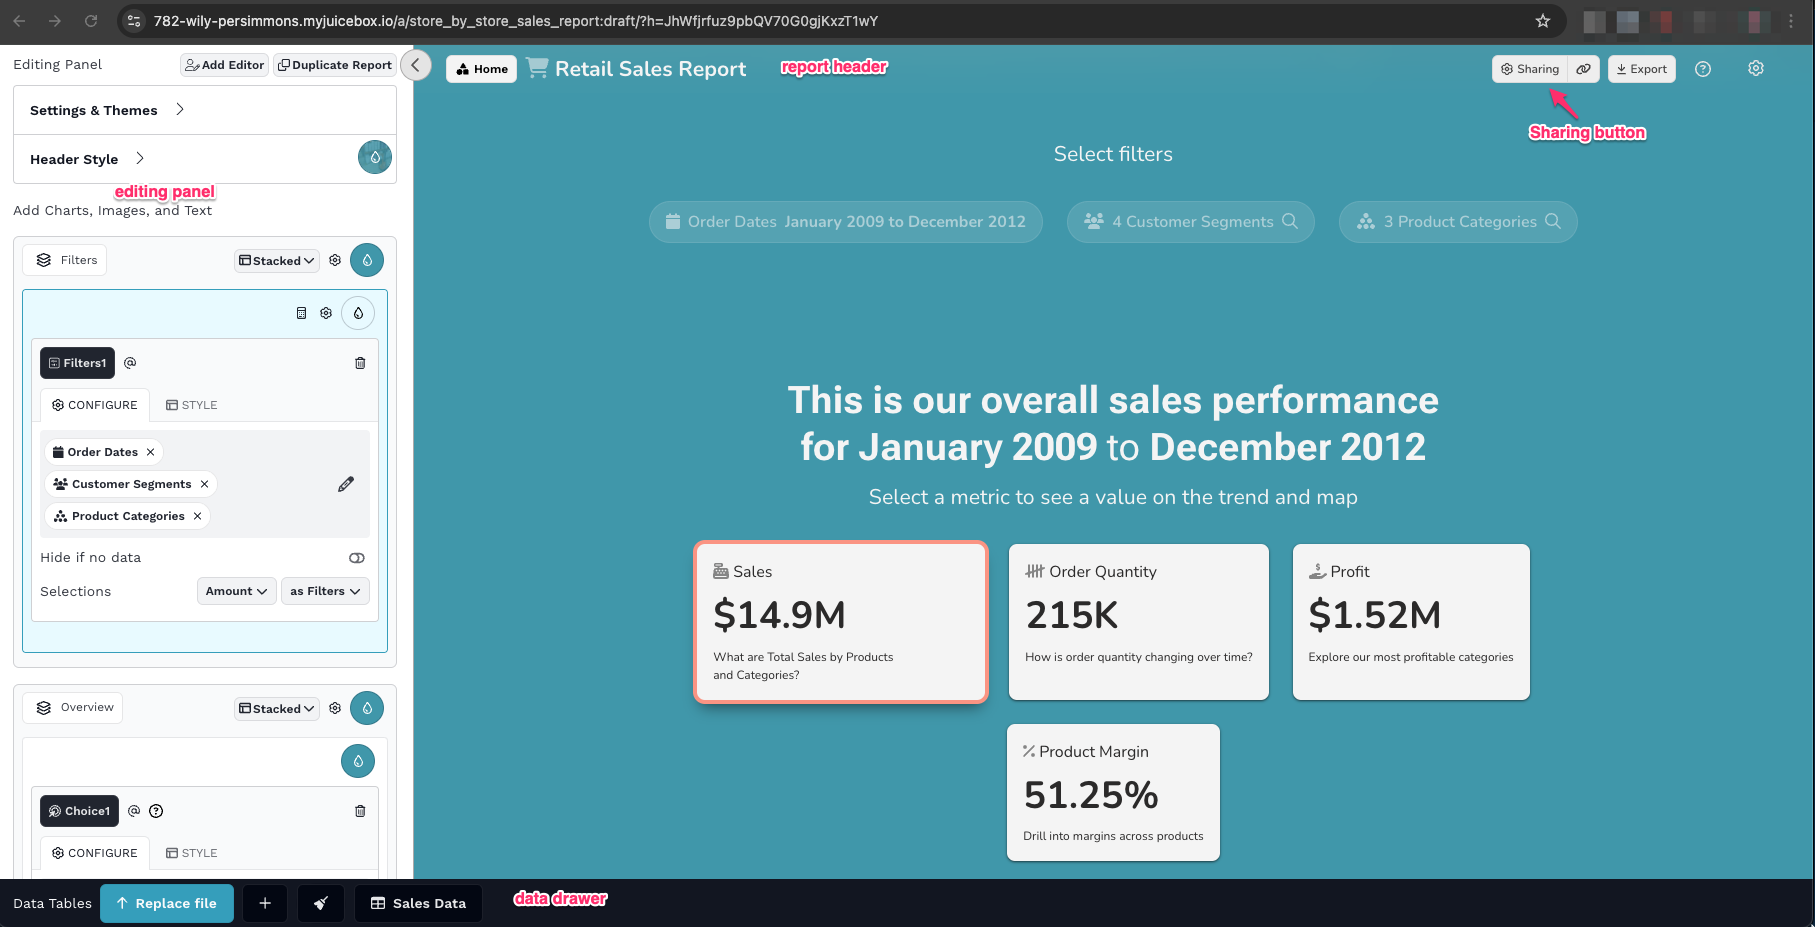 782-wily-persimmons.myjuicebox.io/a/store_by_store_sales_report:draft/?h=JhWfjrfuz9pbQV70G0gjKxzT1wY
Editing Panel
Add Editor
Duplicate Report
Home
Retail Sales Report
report header
Sharing
Export
Sharing button
Settings & Themes
Header Style
editing panel
Add Charts, Images, and Text
Filters
Stacked
Filters1
CONFIGURE
STYLE
Order Dates
Customer Segments
Product Categories
Hide if no data
Selections
Amount
as Filters
Overview
Stacked
Choice1
CONFIGURE
STYLE
Select filters
Order Dates January 2009 to December 2012
4 Customer Segments
3 Product Categories
This is our overall sales performance
for January 2009 to December 2012
Select a metric to see a value on the trend and map
Sales
$14.9M
What are Total Sales by Products
and Categories?
Order Quantity
215K
How is order quantity changing over time?
Profit
$1.52M
Explore our most profitable categories
Product Margin
51.25%
Drill into margins across products
Data Tables
Replace file
Sales Data
data drawer